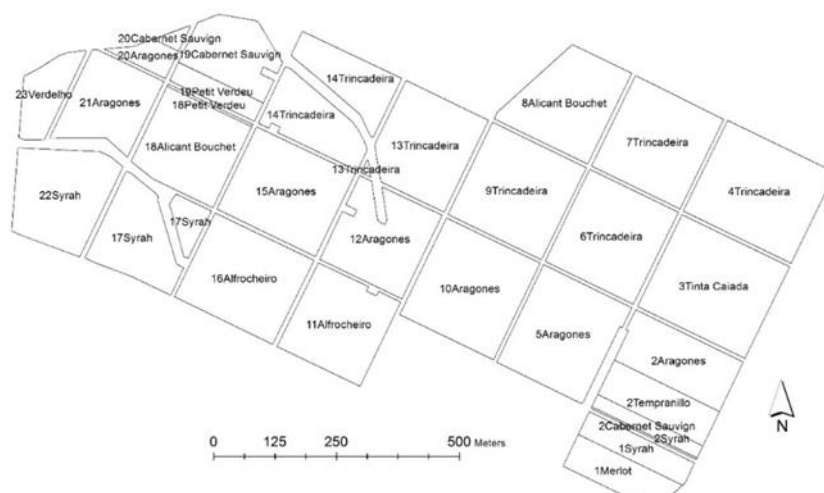 20Cabernet Sauvign
20Aragones
19Cabernet Sauvign
14Trincadeira
23Verdelho
21Aragones
19Petit Verdeu
18Petit Verdeu
14Trincadeira
8Alicant Bouchet
18Alicant Bouchet
13Trincadeira
7Trincadeira
13Trincadeira
22Syrah
15Aragones
9Trincadeira
4Trincadeira
17Syrah
17Syrah
12Aragones
6Trincadeira
16Alfrocheiro
10Aragones
3Tinta Caiada
11Alfrocheiro
5Aragones
2Aragones
2Tempranillo
2Cabernet Sauvign
2Syrah
1Syrah
1Merlot
N
0 125 250 500 Meters